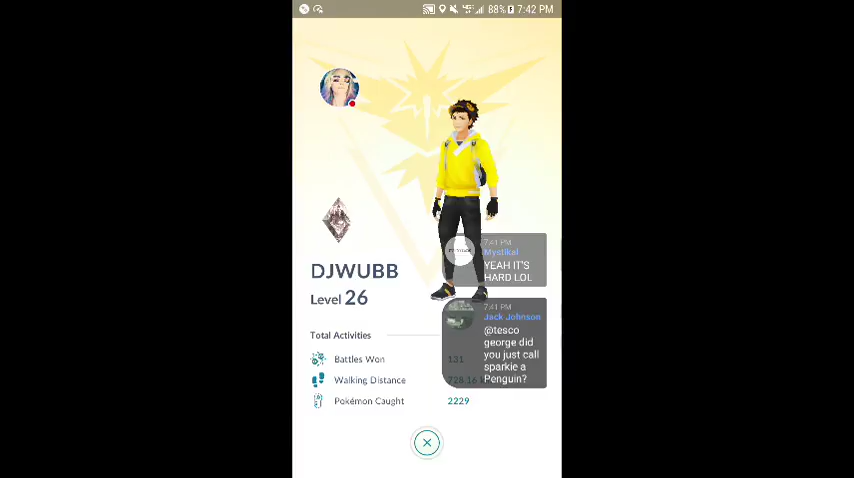 88% 7:42 PM
7:41 PM
Mystikal
YEAH IT'S
HARD LOL
DJWUBB
Level 26
7:41 PM
Jack Johnson
@tesco
george did
you just call
sparkie a
Penguin?
Total Activities
Battles Won 131
Walking Distance
Pokémon Caught 2229